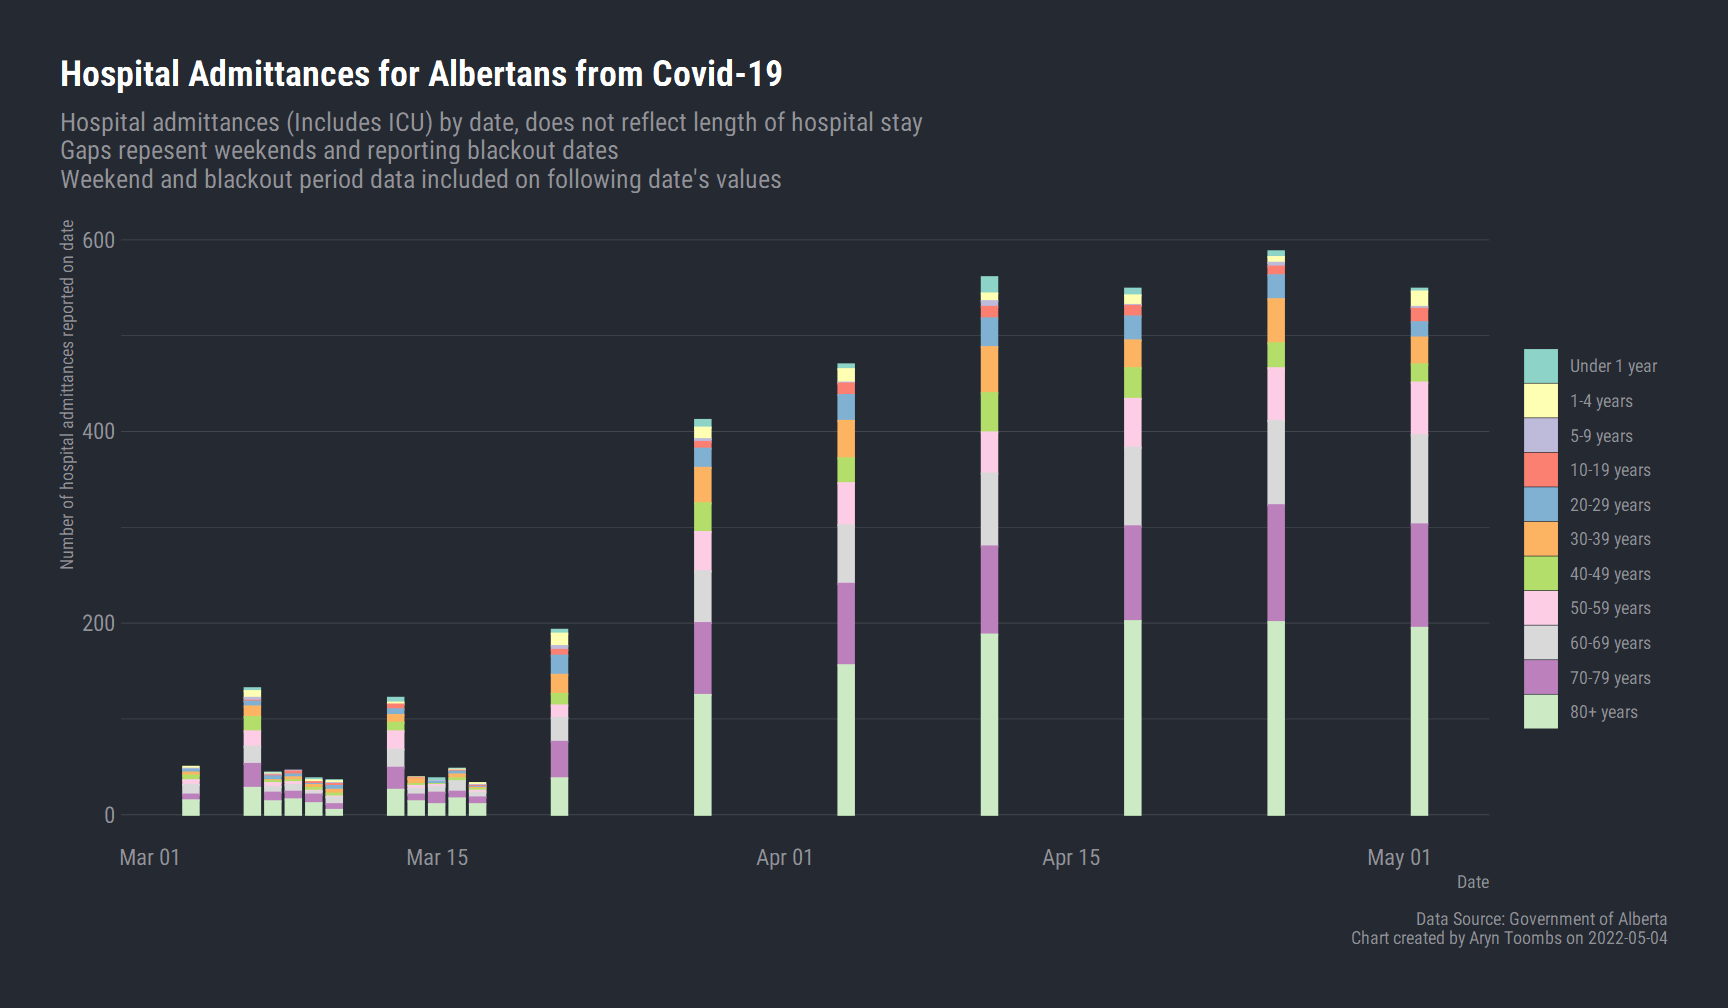 Hospital Admittances for Albertans from Covid-19
Hospital admittances (Includes ICU) by date, does not reflect length of hospital stay
Gaps repesent weekends and reporting blackout dates
Weekend and blackout period data included on following date's values
Number of hospital admittances reported on date
600
400
200
0
Mar 01
Mar 15
Apr 01
Apr 15
May 01
Date
Under 1 year
1-4 years
5-9 years
10-19 years
20-29 years
30-39 years
40-49 years
50-59 years
60-69 years
70-79 years
80+ years
Data Source: Government of Alberta
Chart created by Aryn Toombs on 2022-05-04